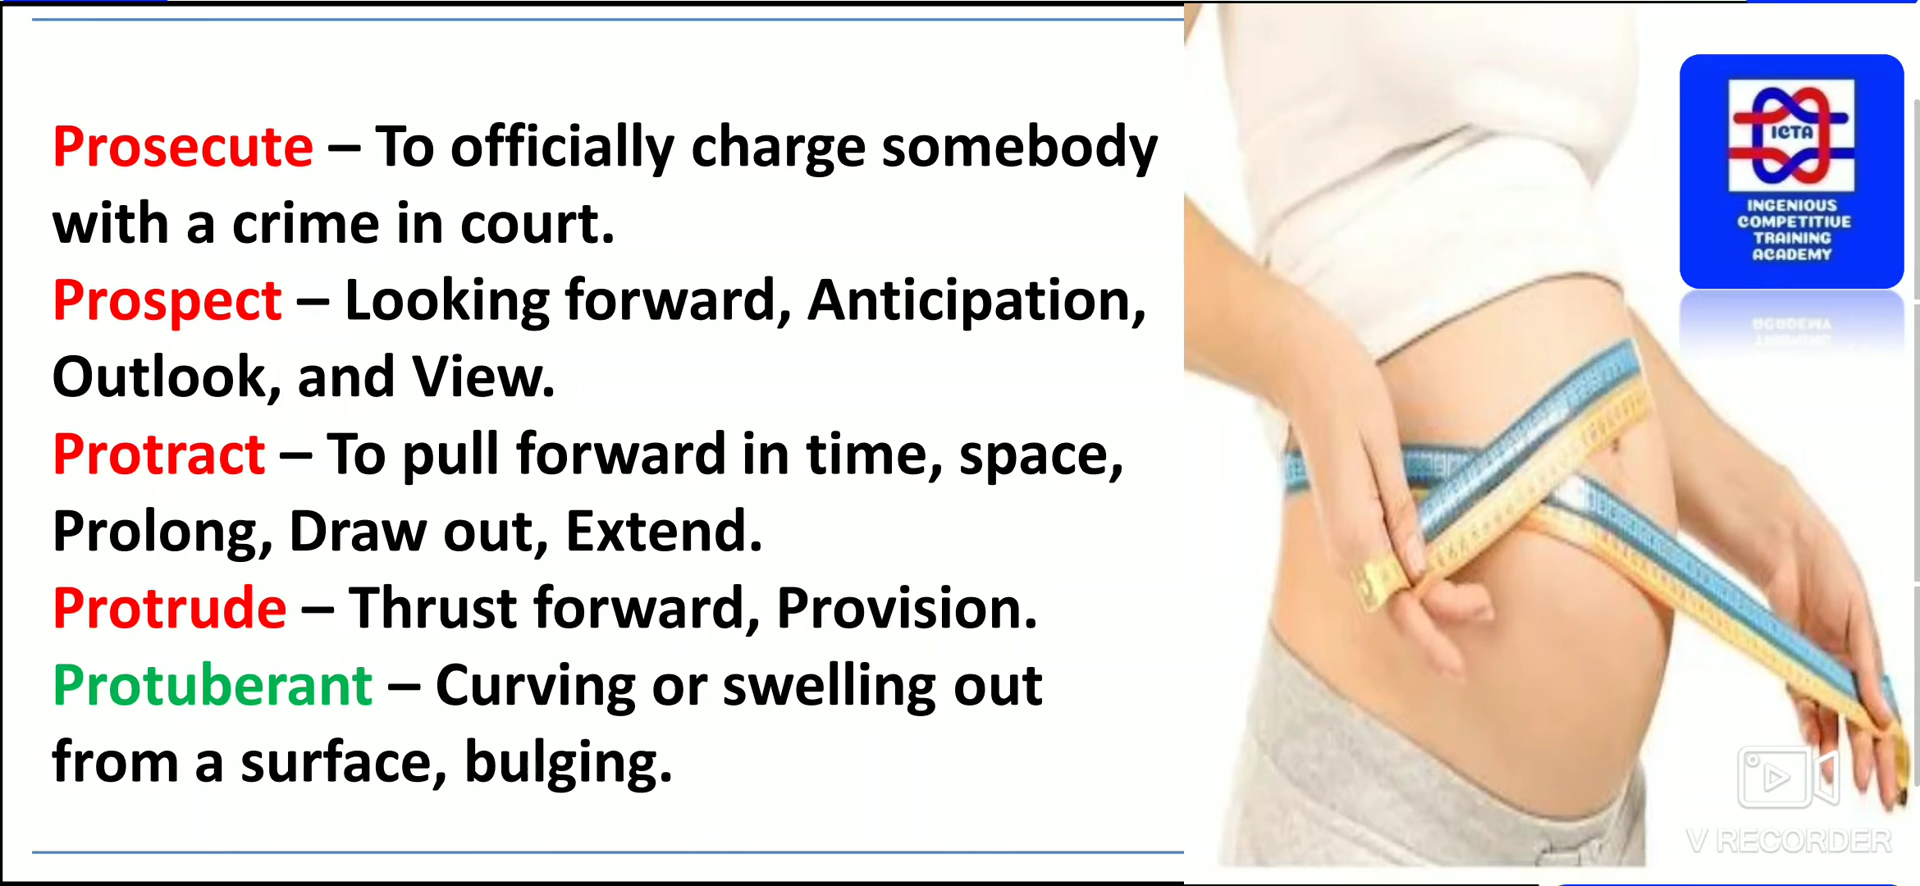 Prosecute – To officially charge somebody
with a crime in court.
Prospect – Looking forward, Anticipation,
Outlook, and View.
Protract – To pull forward in time, space,
Prolong, Draw out, Extend.
Protrude – Thrust forward, Provision.
Protuberant – Curving or swelling out
from a surface, bulging.
ICTA
INGENIOUS
COMPETITIVE
TRAINING
ACADEMY
V RECORDER